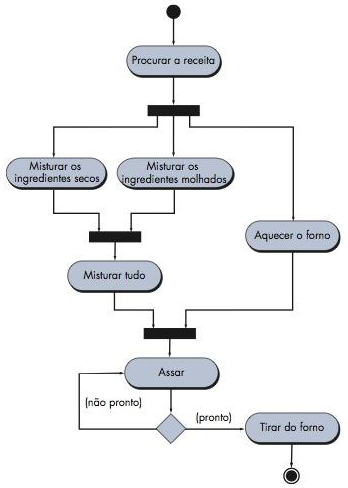 Procurar a receita
Misturar os
ingredientes secos
Misturar os
ingredientes molhados
Aquecer o forno
Misturar tudo
Assar
(não pronto)
(pronto)
Tirar do forno